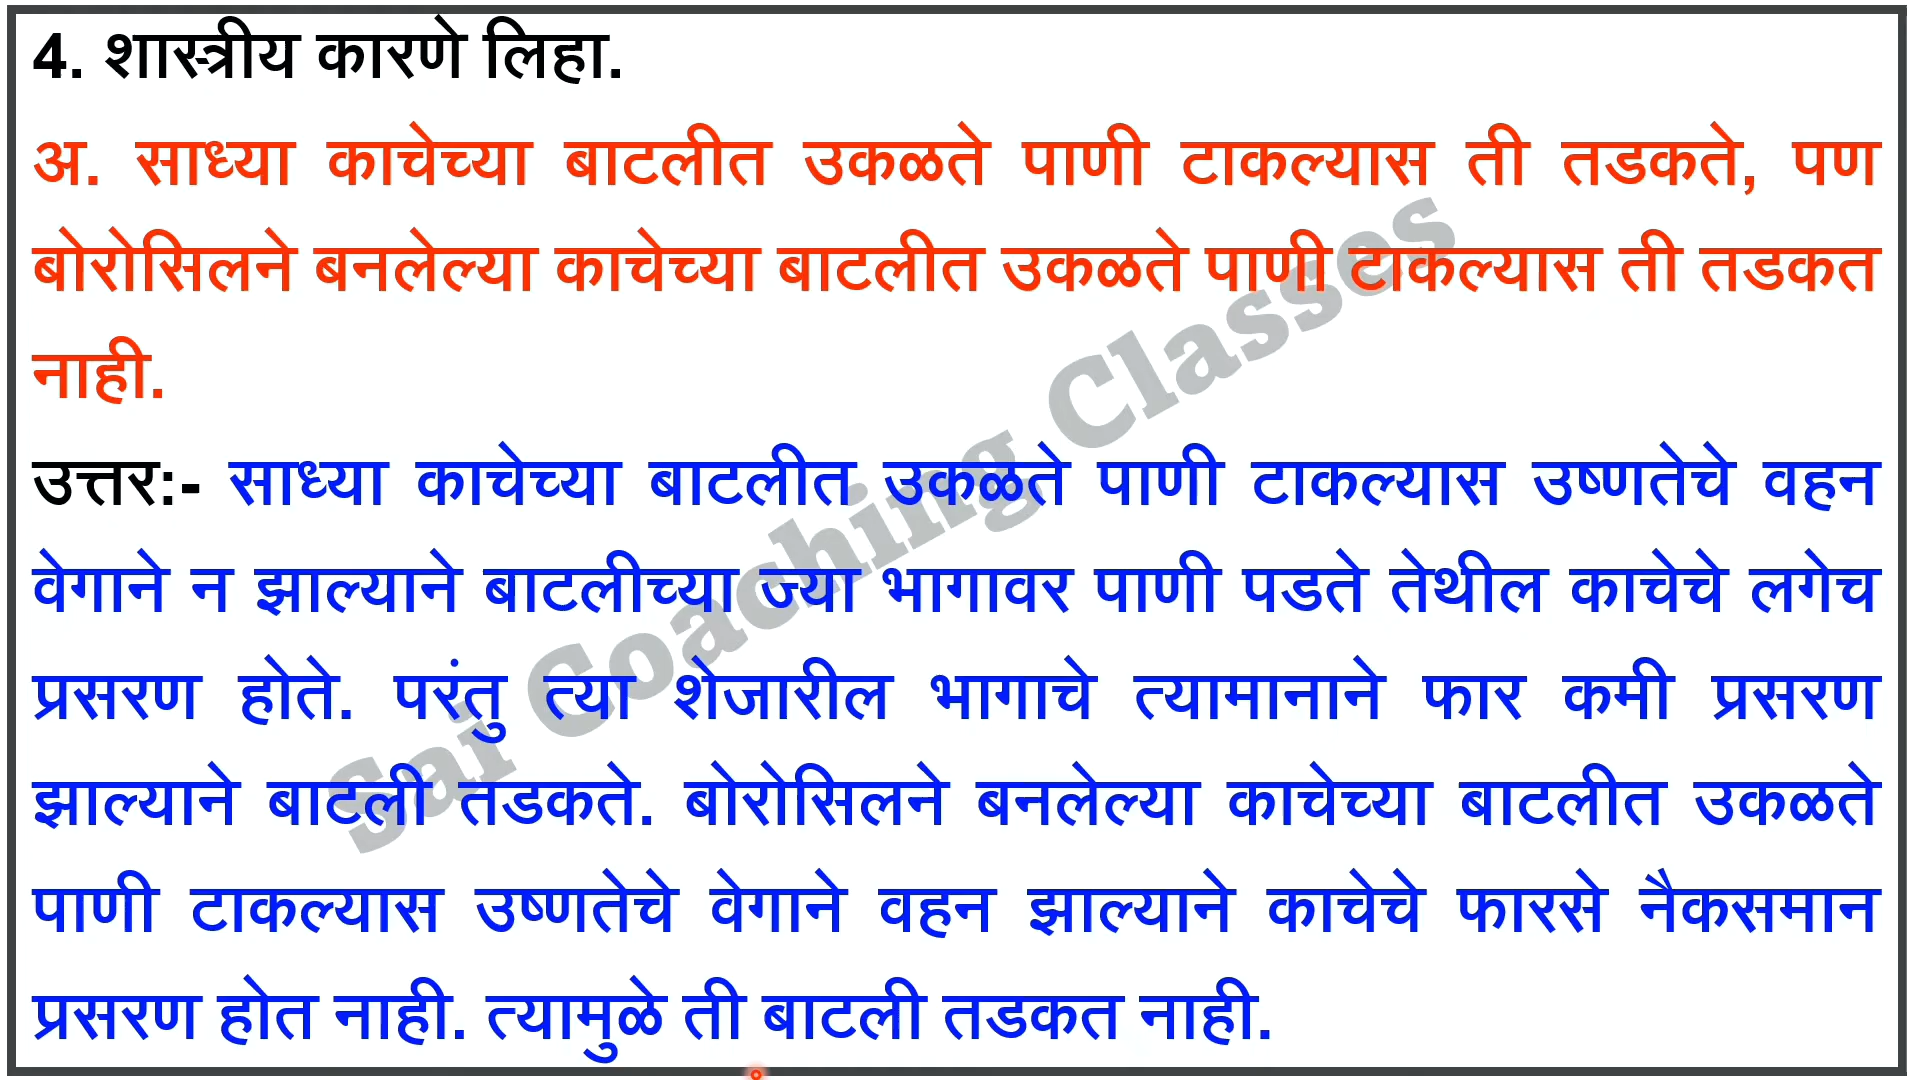 4. शास्त्रीय कारणे लिहा.
अ. साध्या काचेच्या बाटलीत उकळते पाणी टाकल्यास ती तडकते, पण
बोरोसिलने बनलेल्या काचेच्या बाटलीत उकळते पाणी टाकल्यास ती तडकत
नाही.
उत्तर:- साध्या काचेच्या बाटलीत उकळते पाणी टाकल्यास उष्णतेचे वहन
वेगाने न झाल्याने बाटलीच्या ज्या भागावर पाणी पडते तेथील काचेचे लगेच
प्रसरण होते. परंतु त्या शेजारील भागाचे त्यामानाने फार कमी प्रसरण
झाल्याने बाटली तडकते. बोरोसिलने बनलेल्या काचेच्या बाटलीत उकळते
पाणी टाकल्यास उष्णतेचे वेगाने वहन झाल्याने काचेचे फारसे नैकसमान
प्रसरण होत नाही. त्यामुळे ती बाटली तडकत नाही.
Sai Coaching Classes